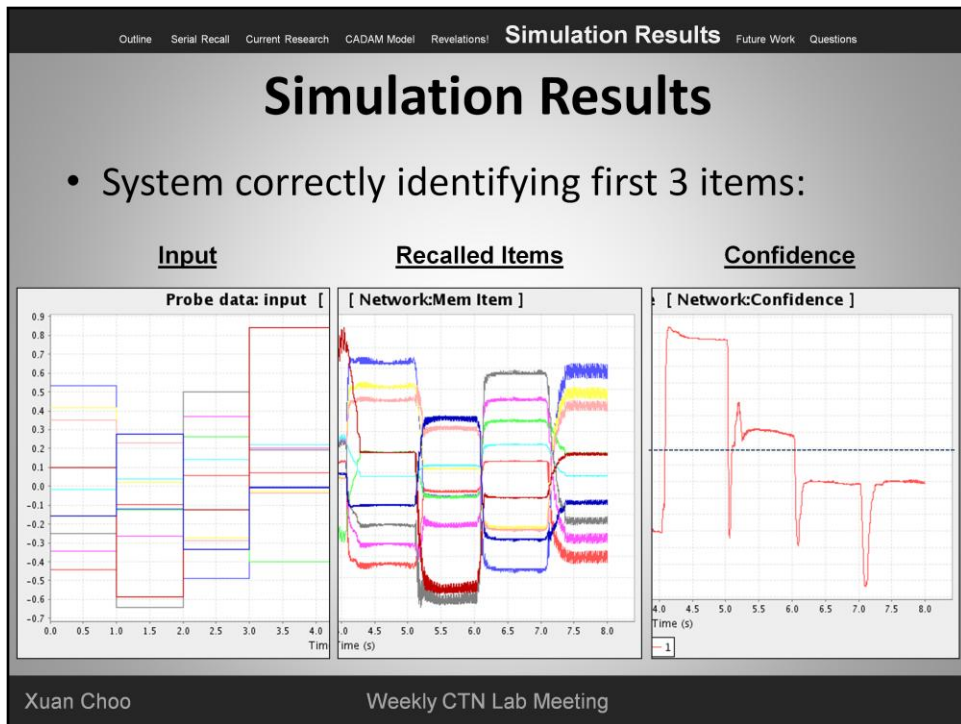 Outline Serial Recall Current Research CADAM Model Revelations! Simulation Results Future Work Questions
Simulation Results
• System correctly identifying first 3 items:
Input
Recalled Items
Confidence
Probe data: input [
0.9
0.8
0.7
0.6
0.5
0.4
0.3
0.2
0.1
0.0
-0.1
-0.2
-0.3
-0.4
-0.5
-0.6
-0.7
0.0 0.5 1.0 1.5 2.0 2.5 3.0 3.5 4.0
Tim
[ Network:Mem Item ]
.0 4.5 5.0 5.5 6.0 6.5 7.0 7.5 8.0
Time (s)
[ Network:Confidence ]
4.0 4.5 5.0 5.5 6.0 6.5 7.0 7.5 8.0
Time (s)
1
Xuan Choo Weekly CTN Lab Meeting